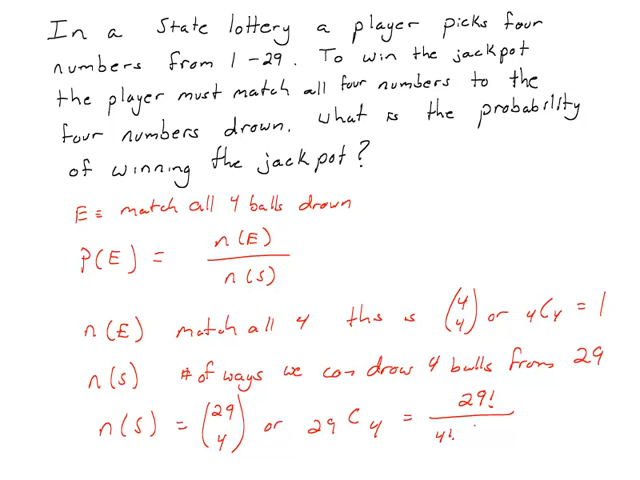 In a State lottery a player picks four
numbers from 1-29. To win the jackpot
the player must match all four numbers to the
four numbers drawn. What is the probability
of winning the jackpot?
E = match all 4 balls drawn
P(E) = n(E) / n(S)
n(E) match all 4 ths is (4 4) or 4C4 = 1
n(S) # of ways we can draw 4 balls from 29
n(S) = (29 4) or 29C4 = 29! / 4!